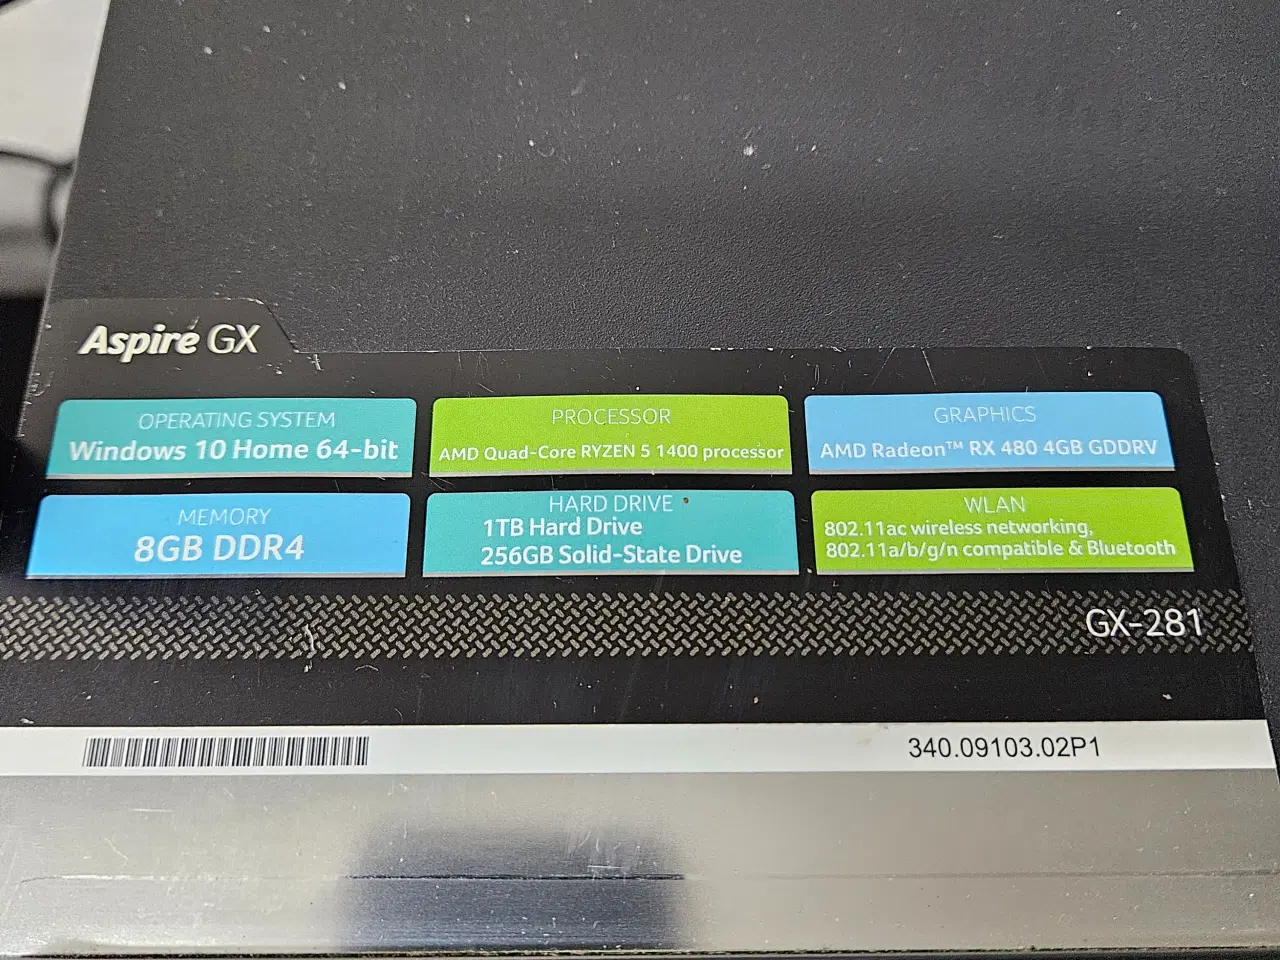 Aspire GX
OPERATING SYSTEM
Windows 10 Home 64-bit
PROCESSOR
AMD Quad-Core RYZEN 5 1400 processor
GRAPHICS
AMD Radeon™ RX 480 4GB GDDRV
MEMORY
8GB DDR4
HARD DRIVE
1TB Hard Drive
256GB Solid-State Drive
WLAN
802.11ac wireless networking,
802.11a/b/g/n compatible & Bluetooth
GX-281
340.09103.02P1